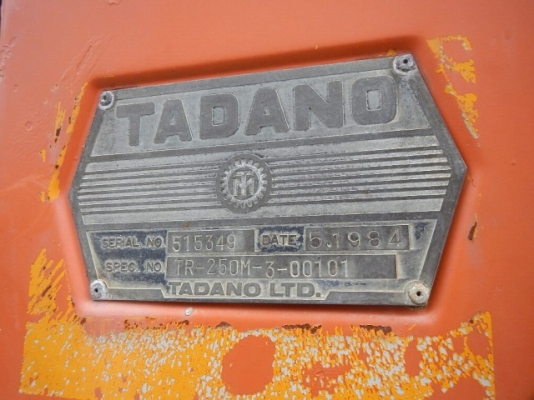 TADANO
SERIAL NO 515349 DATE 5.1984
SPEC. NO TR-250M-3-00101
TADANO LTD.